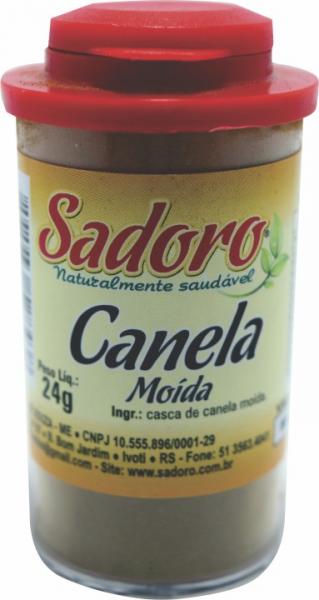 Sadoro
Naturalmente saudável
Canela
Moída
Peso Líq.:
24g
Ingr.: casca de canela moída.
- ME ● CNPJ 10.555.896/0001-29
Bom Jardim ● Ivoti ● RS - Fone: 51 3563.
- Site: www.sadoro.com.br